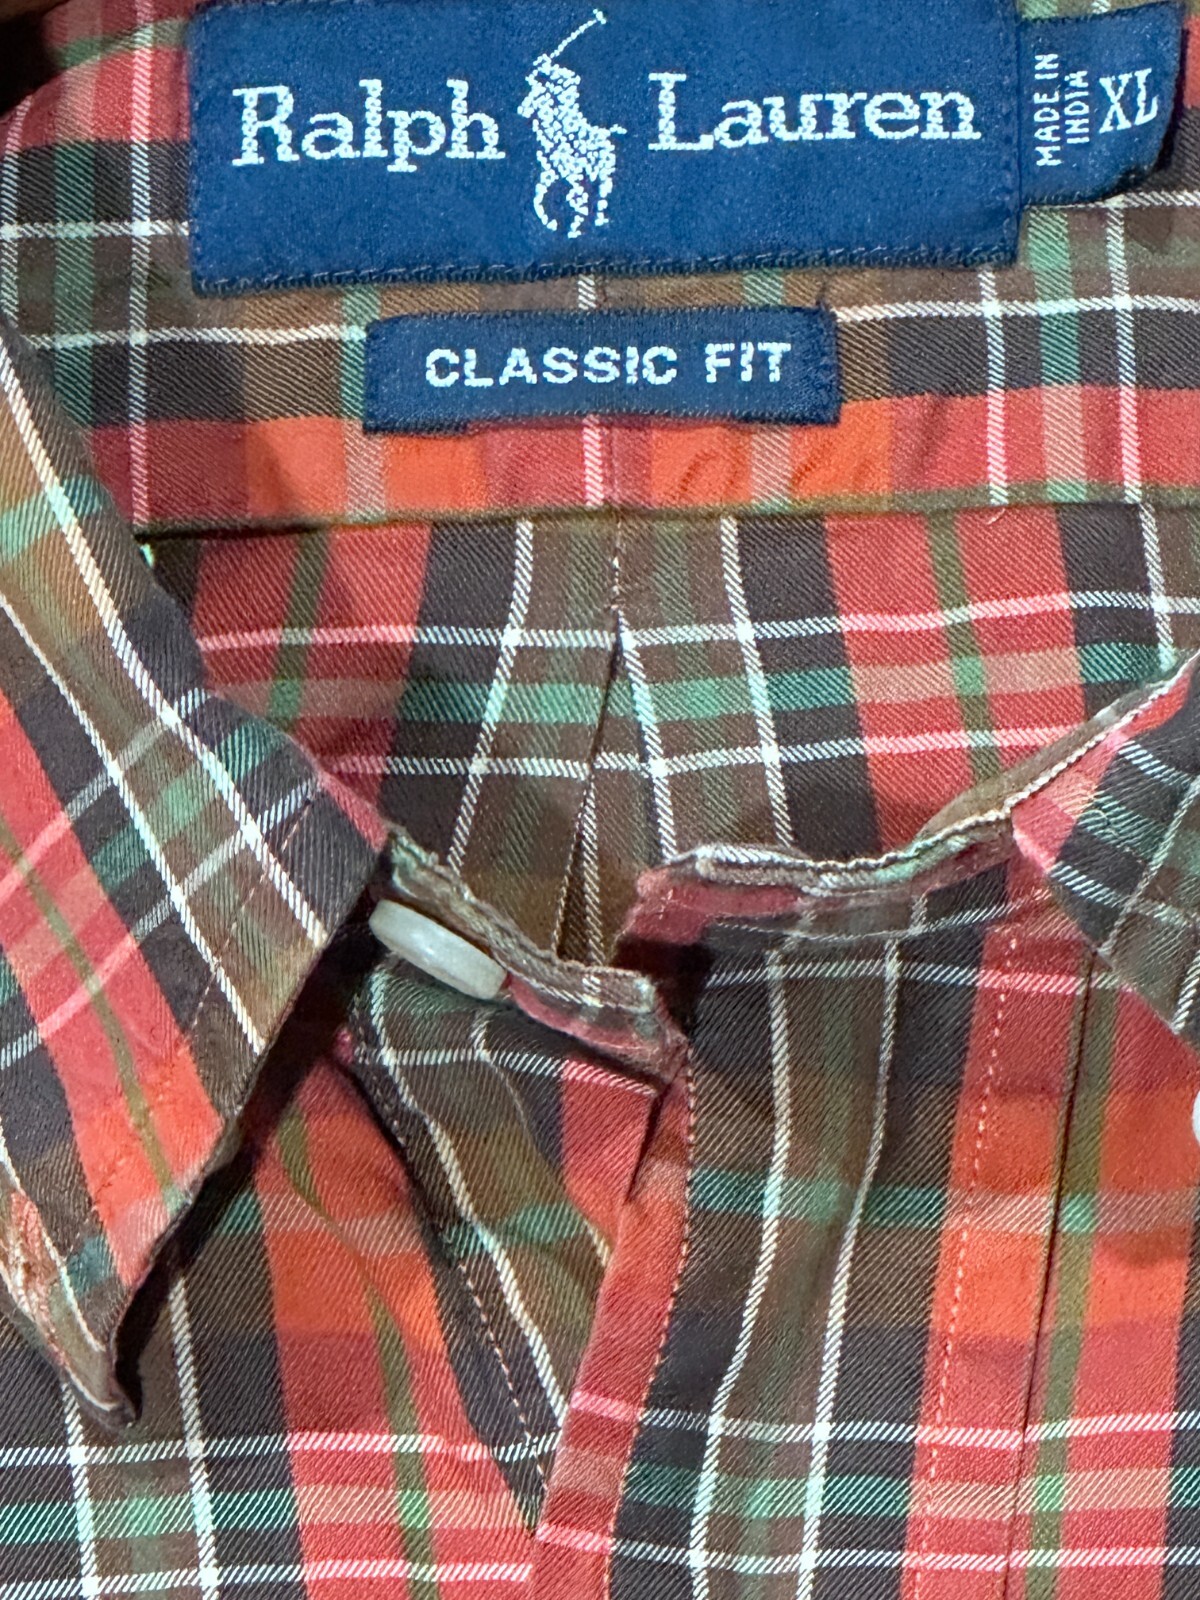 Ralph Lauren
MADE IN
INDIA
XL
CLASSIC FIT